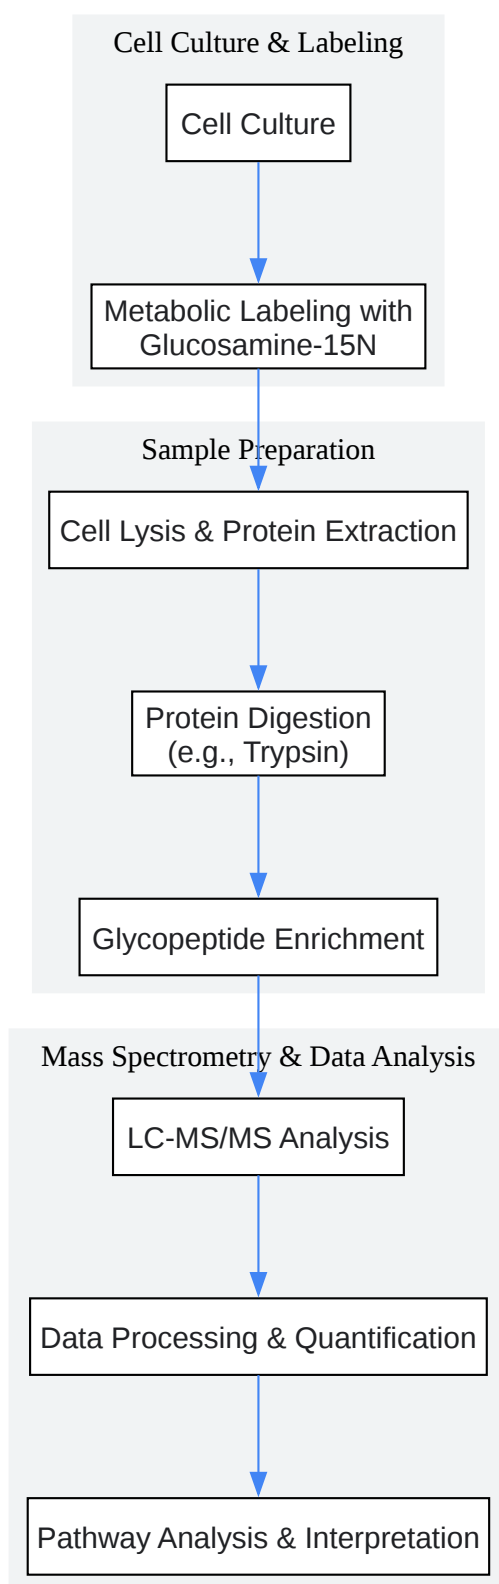 Cell Culture & Labeling
Cell Culture
Metabolic Labeling with
Glucosamine-15N
Sample Preparation
Cell Lysis & Protein Extraction
Protein Digestion
(e.g., Trypsin)
Glycopeptide Enrichment
Mass Spectrometry & Data Analysis
LC-MS/MS Analysis
Data Processing & Quantification
Pathway Analysis & Interpretation